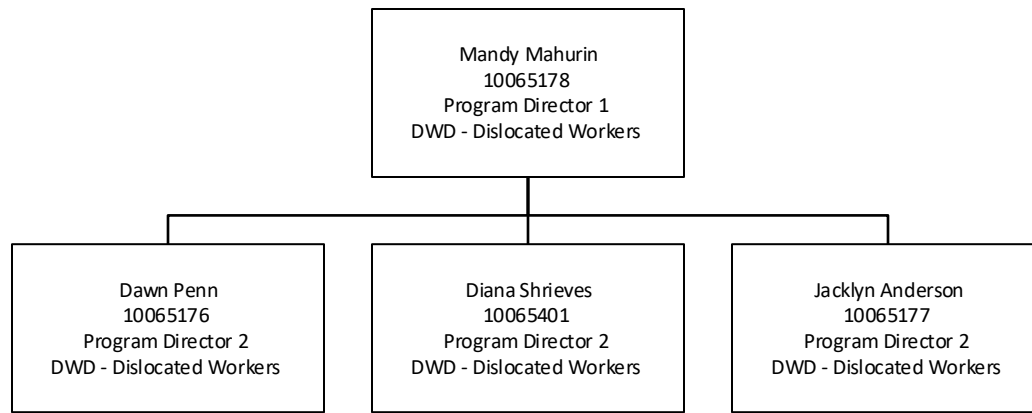 Mandy Mahurin
10065178
Program Director 1
DWD - Dislocated Workers
Dawn Penn
10065176
Program Director 2
DWD - Dislocated Workers
Diana Shrieves
10065401
Program Director 2
DWD - Dislocated Workers
Jacklyn Anderson
10065177
Program Director 2
DWD - Dislocated Workers